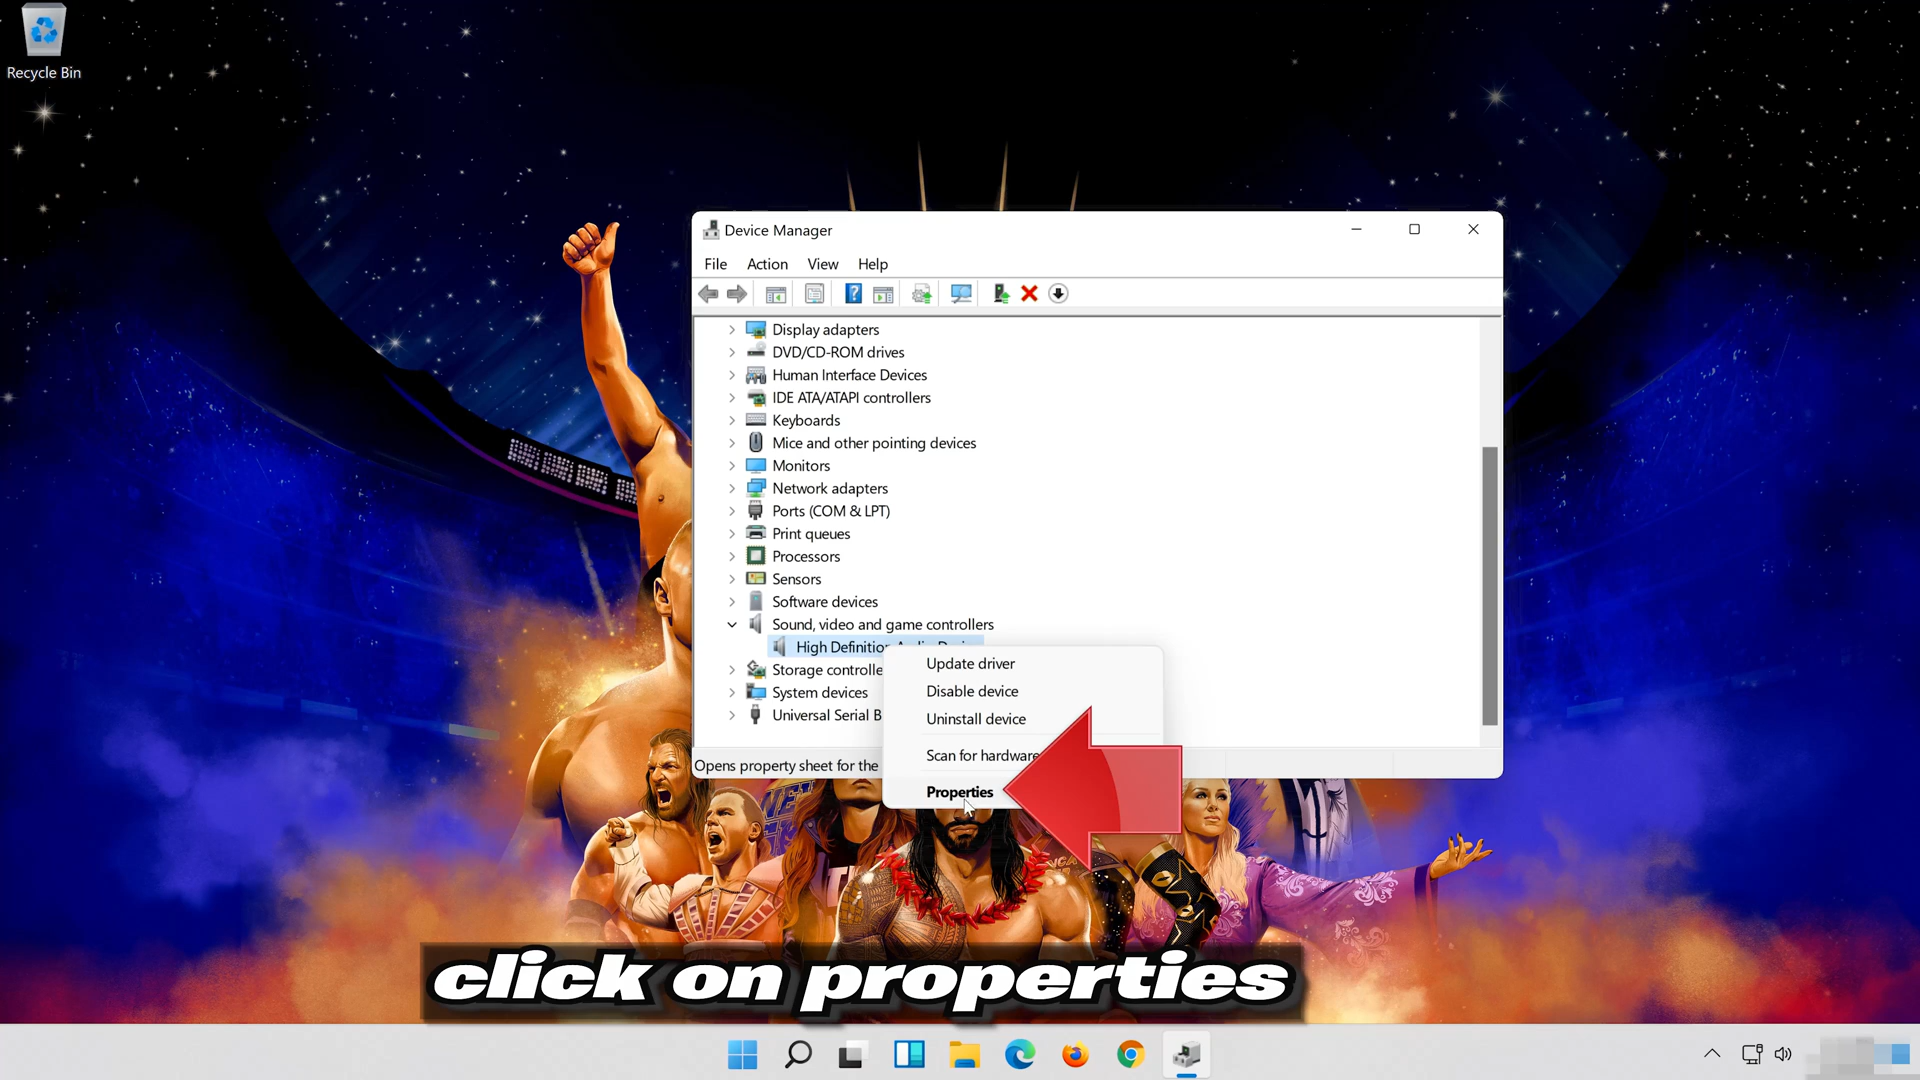 Recycle Bin
Device Manager
File Action View Help
Display adapters
DVD/CD-ROM drives
Human Interface Devices
IDE ATA/ATAPI controllers
Keyboards
Mice and other pointing devices
Monitors
Network adapters
Ports (COM & LPT)
Print queues
Processors
Sensors
Software devices
Sound, video and game controllers
High Definition
Storage controlle
System devices
Universal Serial B
Update driver
Disable device
Uninstall device
Scan for hardware
Properties
Opens property sheet for the
click on properties